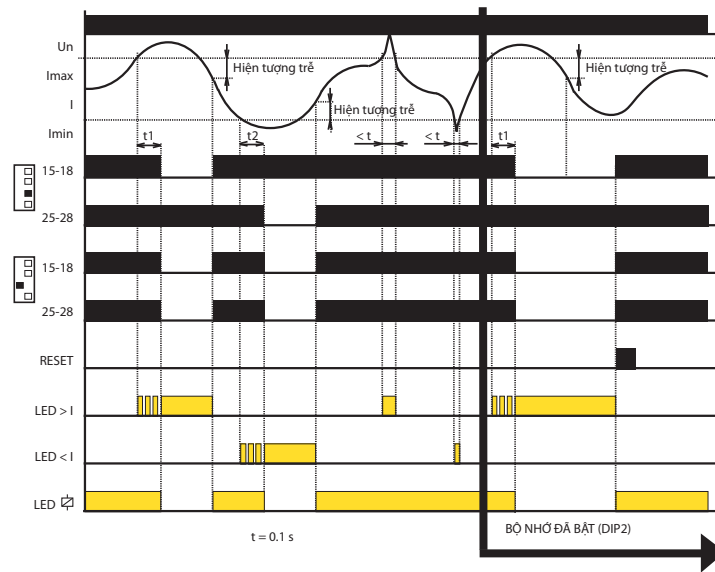 Un
Hiện tượng trễ
Hiện tượng trễ
Imax
I
Hiện tượng trễ
Imin
t1
t2
< t
< t
t1
15-18
25-28
15-18
25-28
RESET
LED > I
LED < I
LED
t = 0.1 s
BỘ NHỚ ĐÃ BẬT (DIP2)